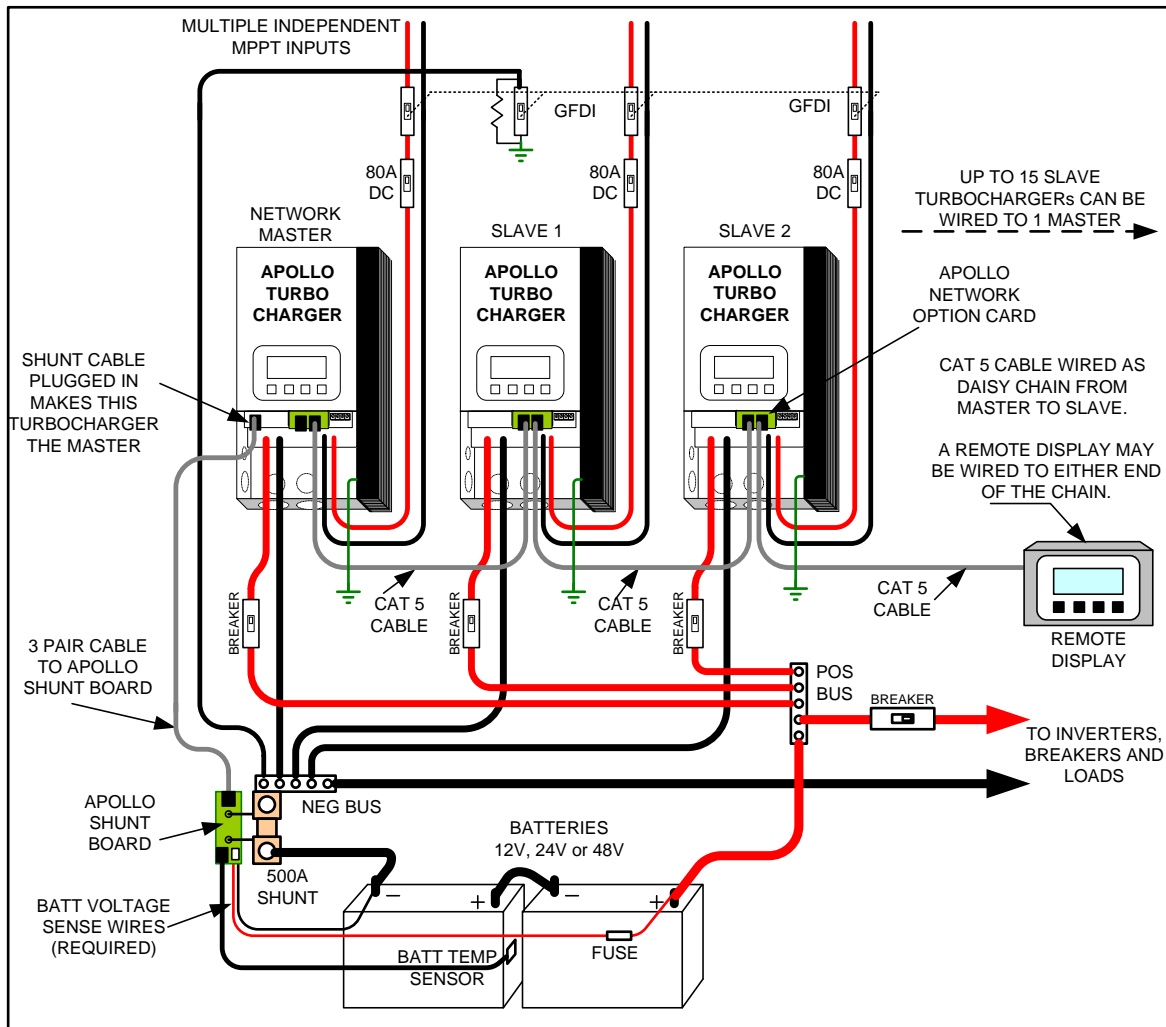 MULTIPLE INDEPENDENT
MPPT INPUTS
GFDI
GFDI
80A
DC
80A
DC
80A
DC
UP TO 15 SLAVE
TURBOCHARGERs CAN BE
WIRED TO 1 MASTER
NETWORK
MASTER
SLAVE 1
SLAVE 2
APOLLO
TURBO
CHARGER
APOLLO
TURBO
CHARGER
APOLLO
TURBO
CHARGER
APOLLO
NETWORK
OPTION CARD
SHUNT CABLE
PLUGGED IN
MAKES THIS
TURBOCHARGER
THE MASTER
CAT 5 CABLE WIRED AS
DAISY CHAIN FROM
MASTER TO SLAVE.
A REMOTE DISPLAY MAY
BE WIRED TO EITHER END
OF THE CHAIN.
CAT 5
CABLE
CAT 5
CABLE
CAT 5
CABLE
BREAKER
BREAKER
BREAKER
REMOTE
DISPLAY
3 PAIR CABLE
TO APOLLO
SHUNT BOARD
POS
BUS
BREAKER
TO INVERTERS,
BREAKERS AND
LOADS
NEG BUS
APOLLO
SHUNT
BOARD
500A
SHUNT
BATTERIES
12V, 24V or 48V
-
+
-
+
BATT VOLTAGE
SENSE WIRES
(REQUIRED)
BATT TEMP
SENSOR
FUSE